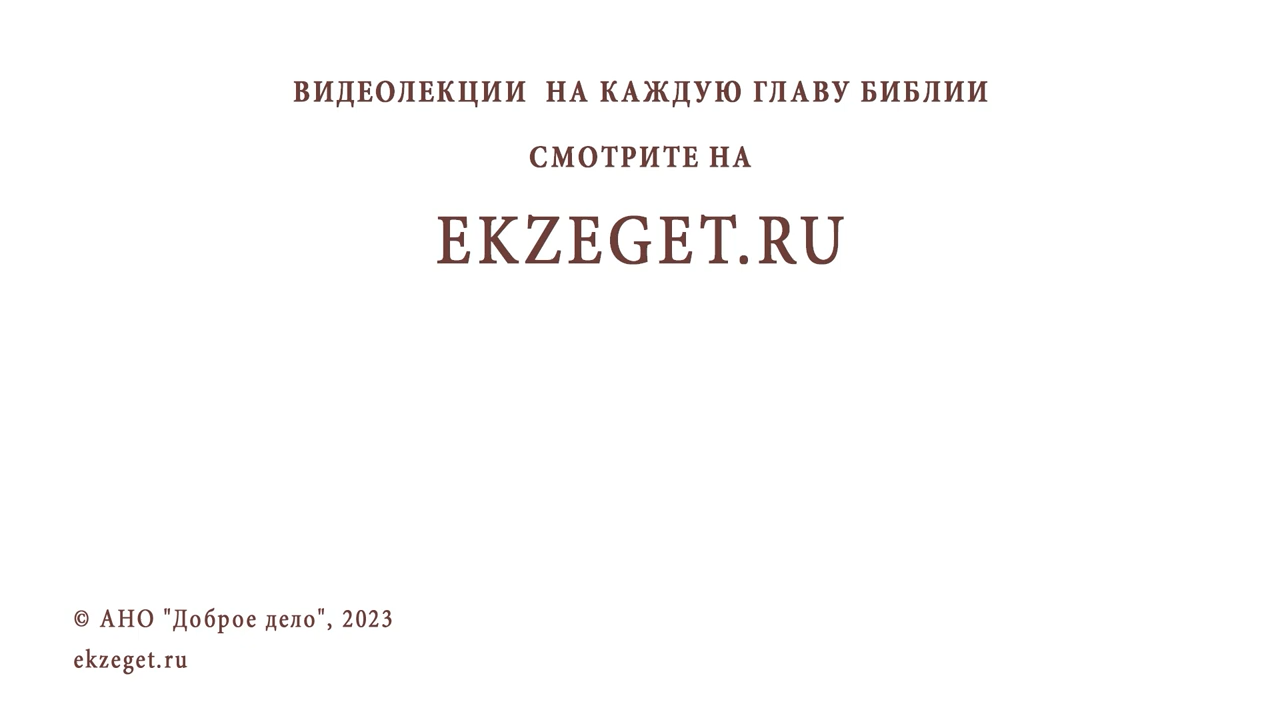 ВИДЕОЛЕКЦИИ НА КАЖДУЮ ГЛАВУ БИБЛИИ
СМОТРИТЕ НА
EKZEGET.RU
© АНО "Доброе дело", 2023
ekzeget.ru